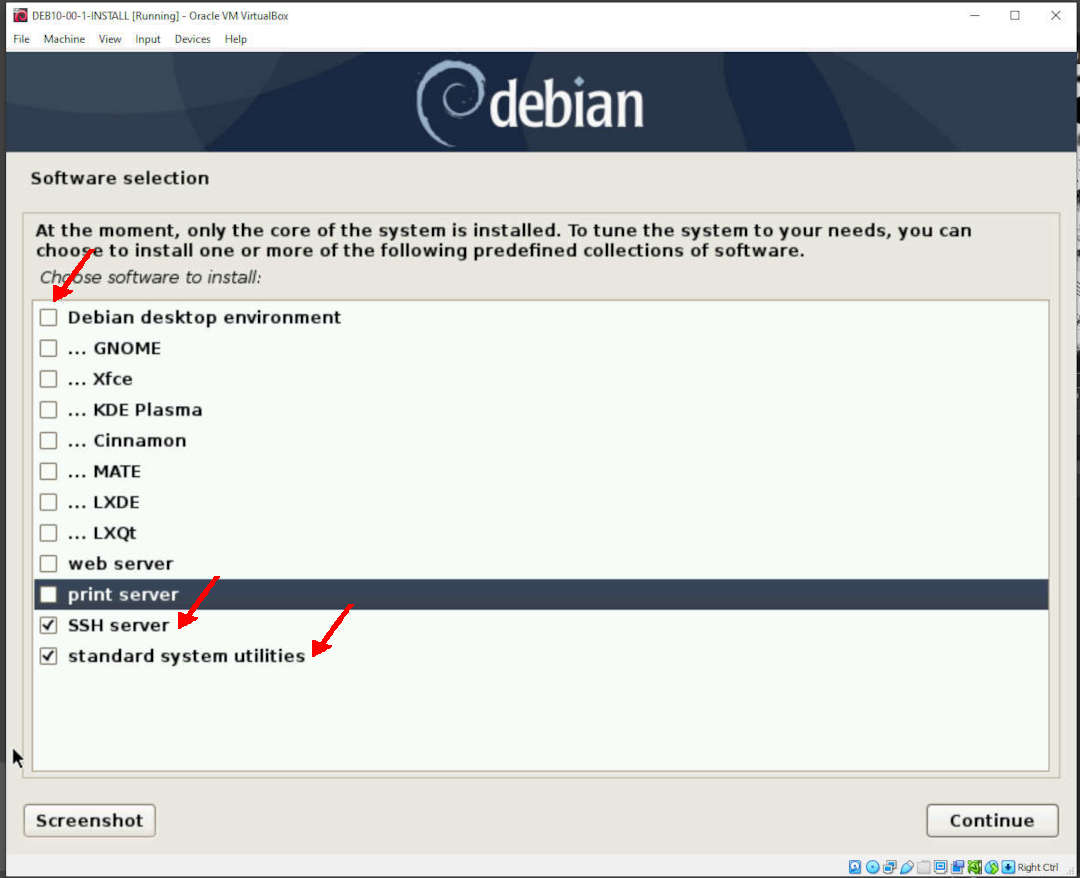 DEB10-00-1-INSTALL [Running] - Oracle VM VirtualBox
File Machine View Input Devices Help
debian
Software selection
At the moment, only the core of the system is installed. To tune the system to your needs, you can
choose to install one or more of the following predefined collections of software.
Choose software to install:
Debian desktop environment
... GNOME
... Xfce
... KDE Plasma
... Cinnamon
... MATE
... LXDE
... LXQt
web server
print server
SSH server
standard system utilities
Screenshot Continue
Right Ctrl